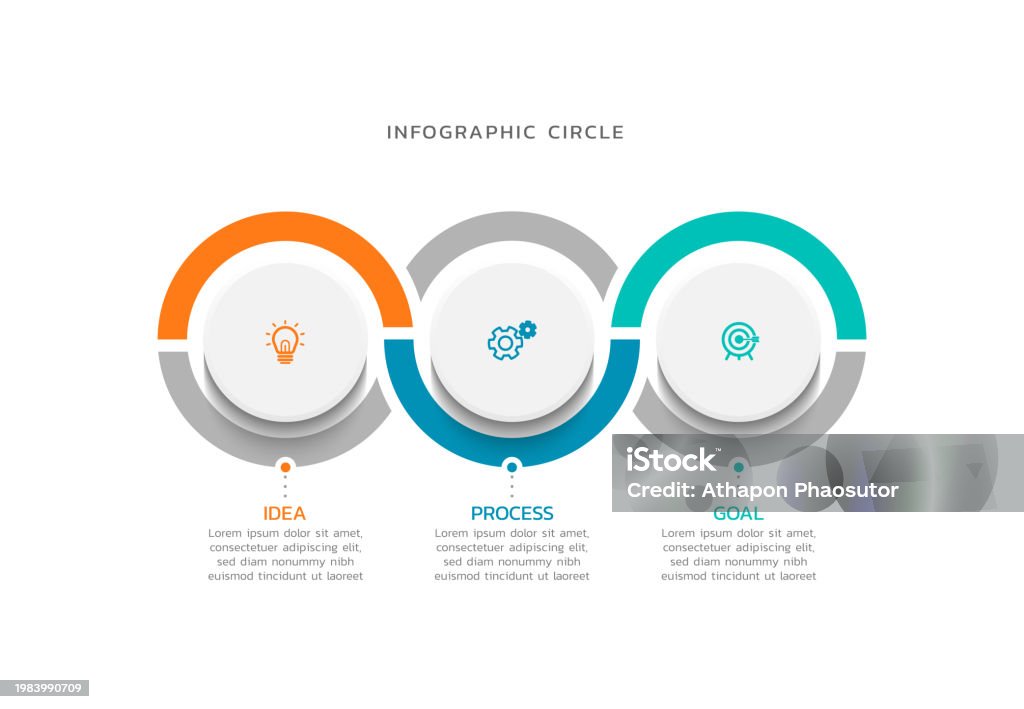 INFOGRAPHIC CIRCLE
iStock™
Credit: Athapon Phaosutor
IDEA
Lorem ipsum dolor sit amet,
consectetuer adipiscing elit,
sed diam nonummy nibh
euismod tincidunt ut laoreet
PROCESS
Lorem ipsum dolor sit amet,
consectetuer adipiscing elit,
sed diam nonummy nibh
euismod tincidunt ut laoreet
GOAL
Lorem ipsum dolor sit amet,
consectetuer adipiscing elit,
sed diam nonummy nibh
euismod tincidunt ut laoreet
1983990709